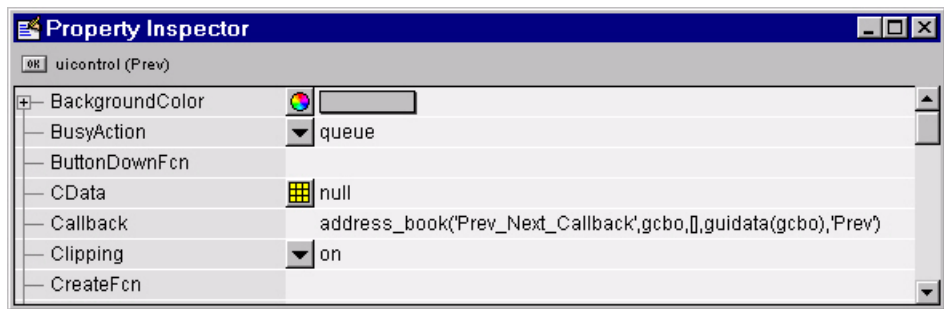 Property Inspector
OK uicontrol (Prev)
BackgroundColor
BusyAction queue
ButtonDownFcn
CData null
Callback address_book('Prev_Next_Callback',gcbo,[],guidata(gcbo),'Prev')
Clipping on
CreateFcn